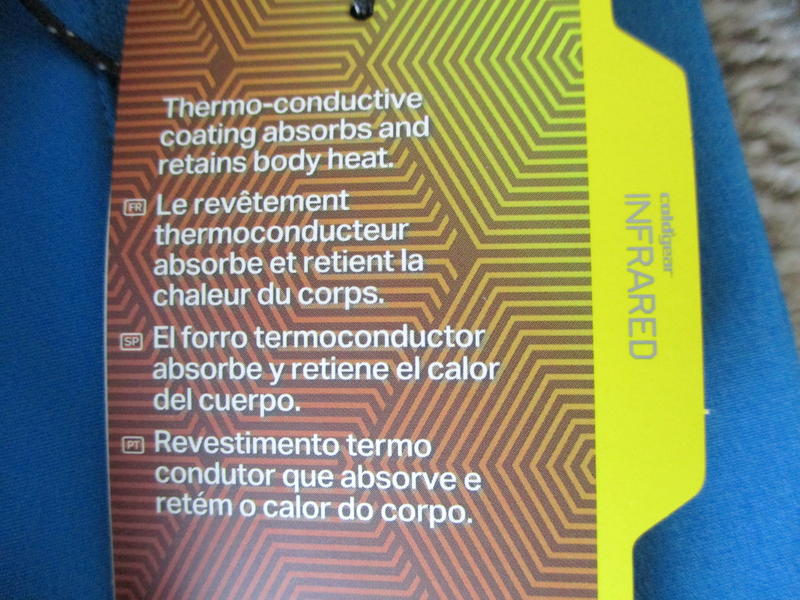 Thermo-conductive
coating absorbs and
retains body heat.
FR Le revêtement
thermoconducteur
absorbe et retient la
chaleur du corps.
SP El forro termoconductor
absorbe y retiene el calor
del cuerpo.
PT Revestimento termo
condutor que absorve e
retém o calor do corpo.
coldgear
INFRARED